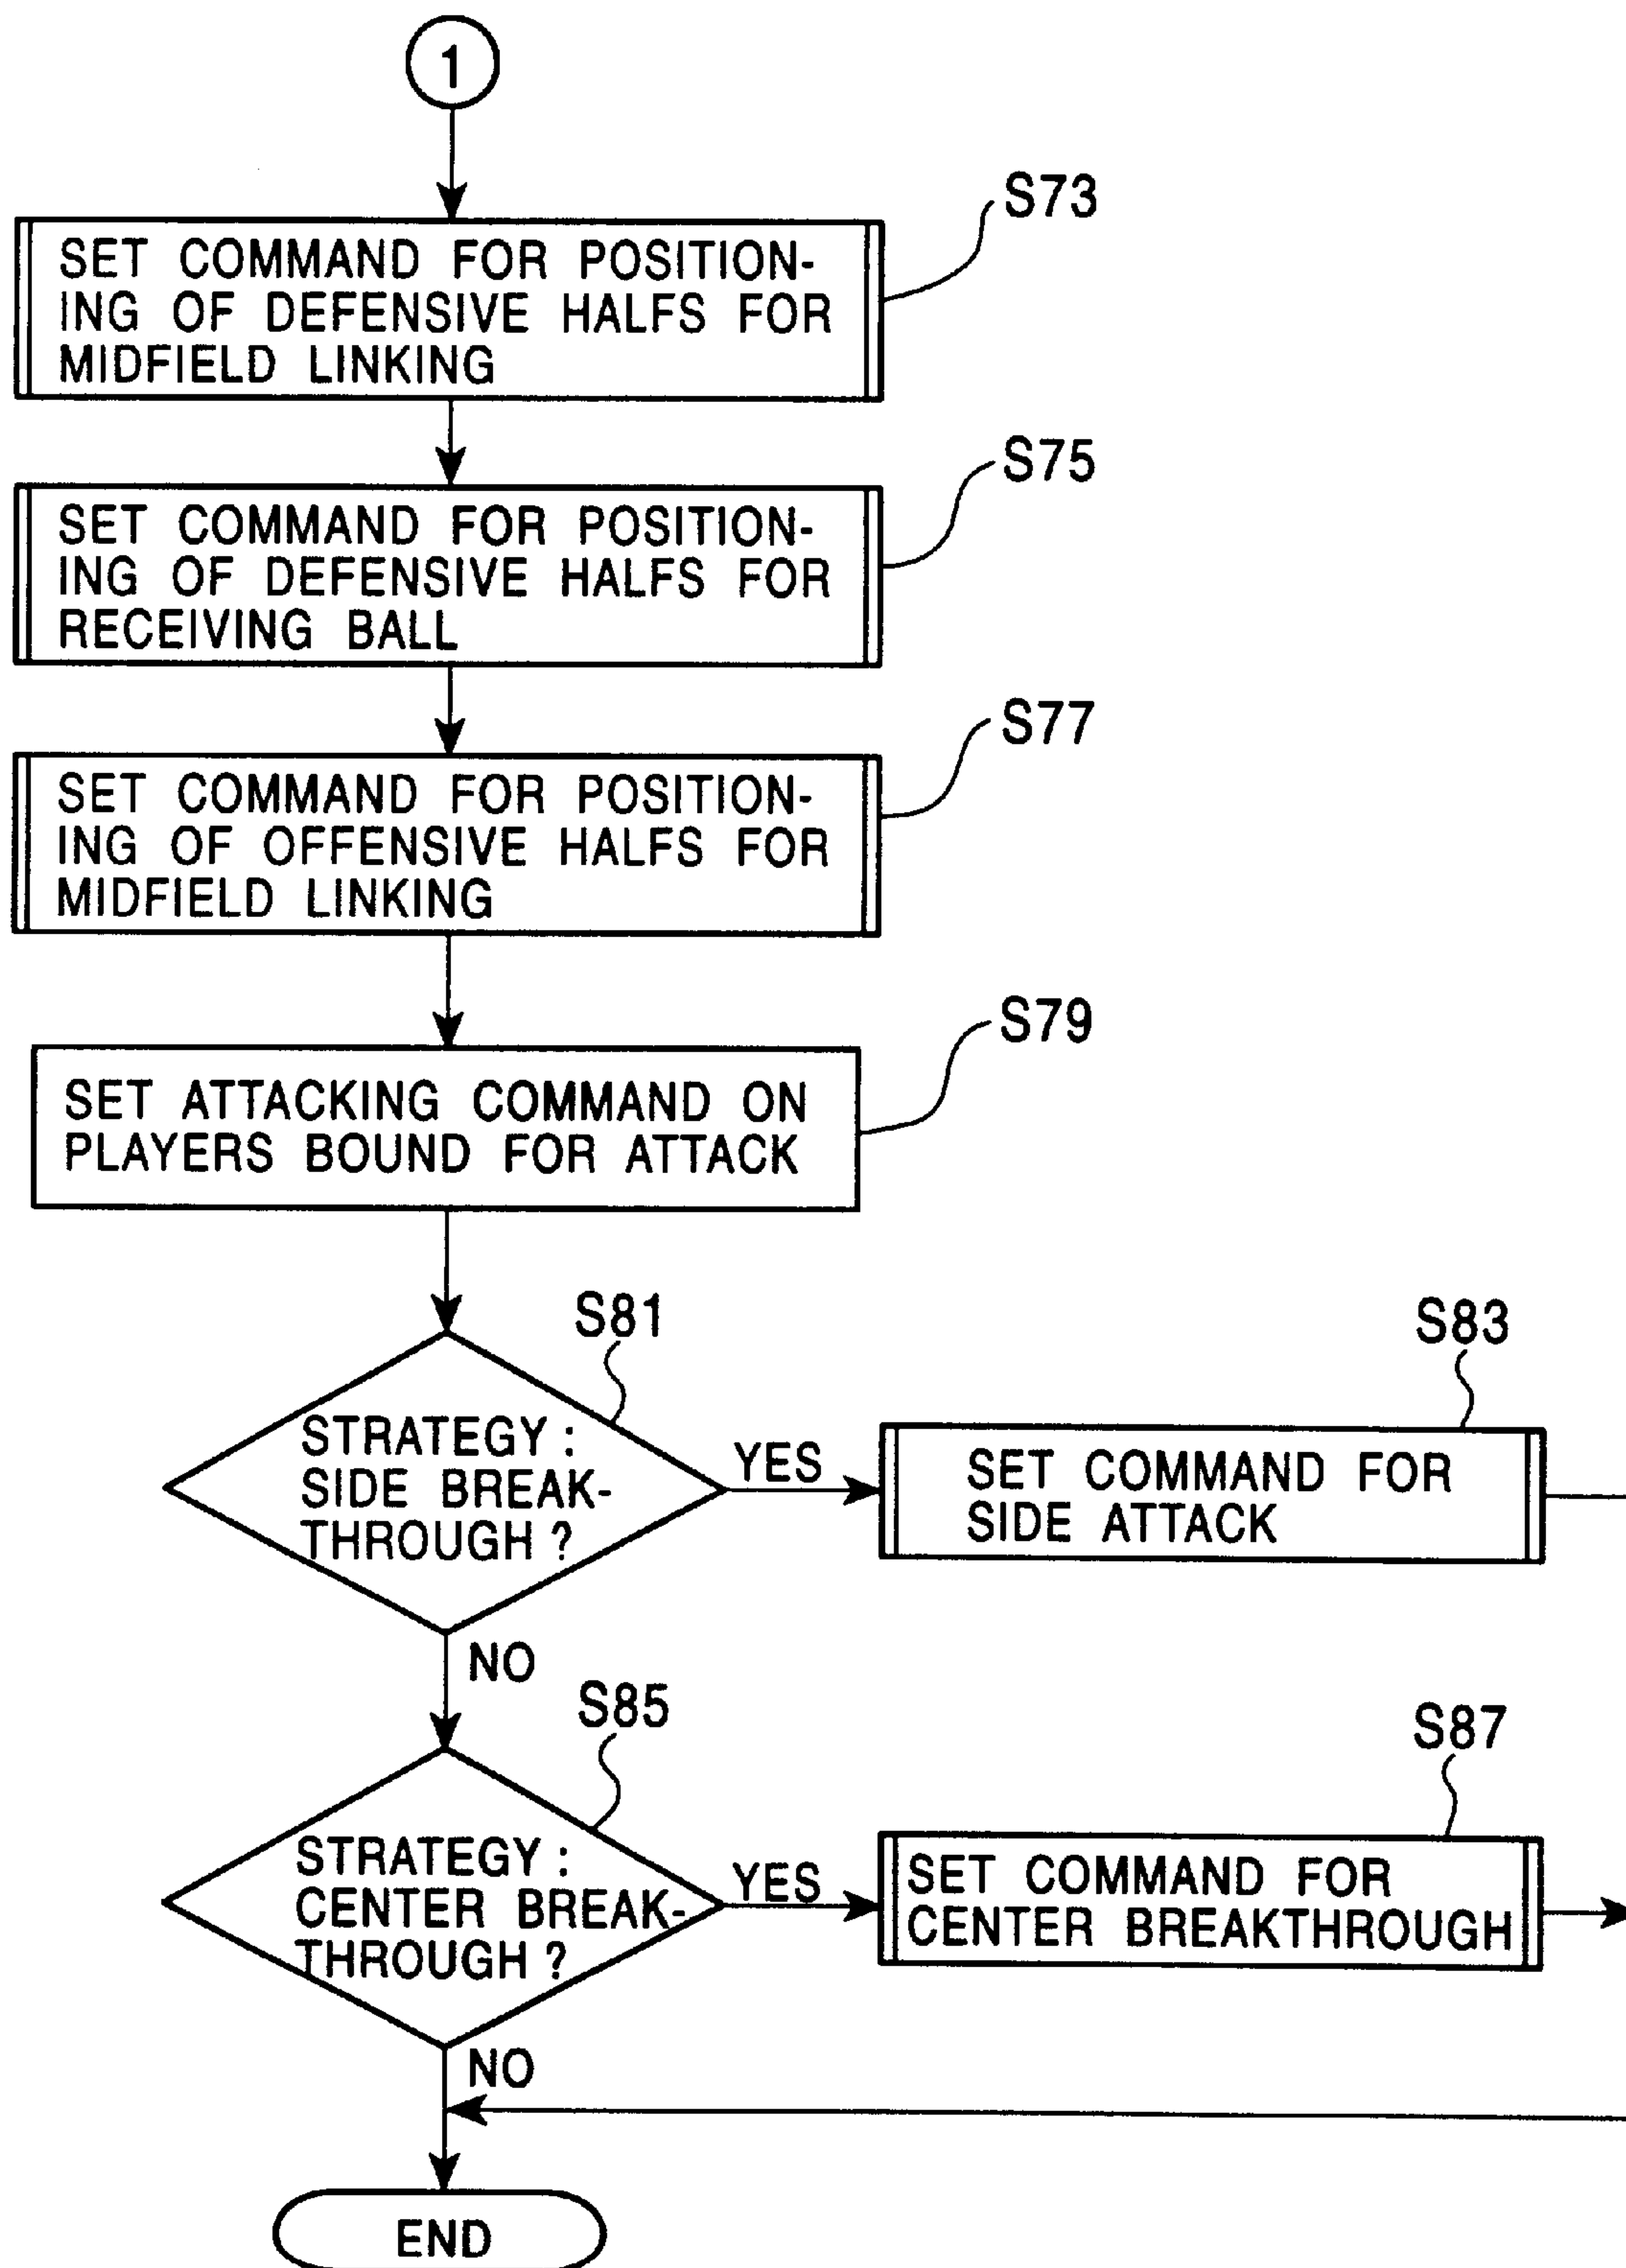 1
S73
SET COMMAND FOR POSITION-
ING OF DEFENSIVE HALFS FOR
MIDFIELD LINKING
S75
SET COMMAND FOR POSITION-
ING OF DEFENSIVE HALFS FOR
RECEIVING BALL
S77
SET COMMAND FOR POSITION-
ING OF OFFENSIVE HALFS FOR
MIDFIELD LINKING
S79
SET ATTACKING COMMAND ON
PLAYERS BOUND FOR ATTACK
S81
STRATEGY :
SIDE BREAK-
THROUGH ?
YES
S83
SET COMMAND FOR
SIDE ATTACK
NO
S85
STRATEGY :
CENTER BREAK-
THROUGH ?
YES
S87
SET COMMAND FOR
CENTER BREAKTHROUGH
NO
END